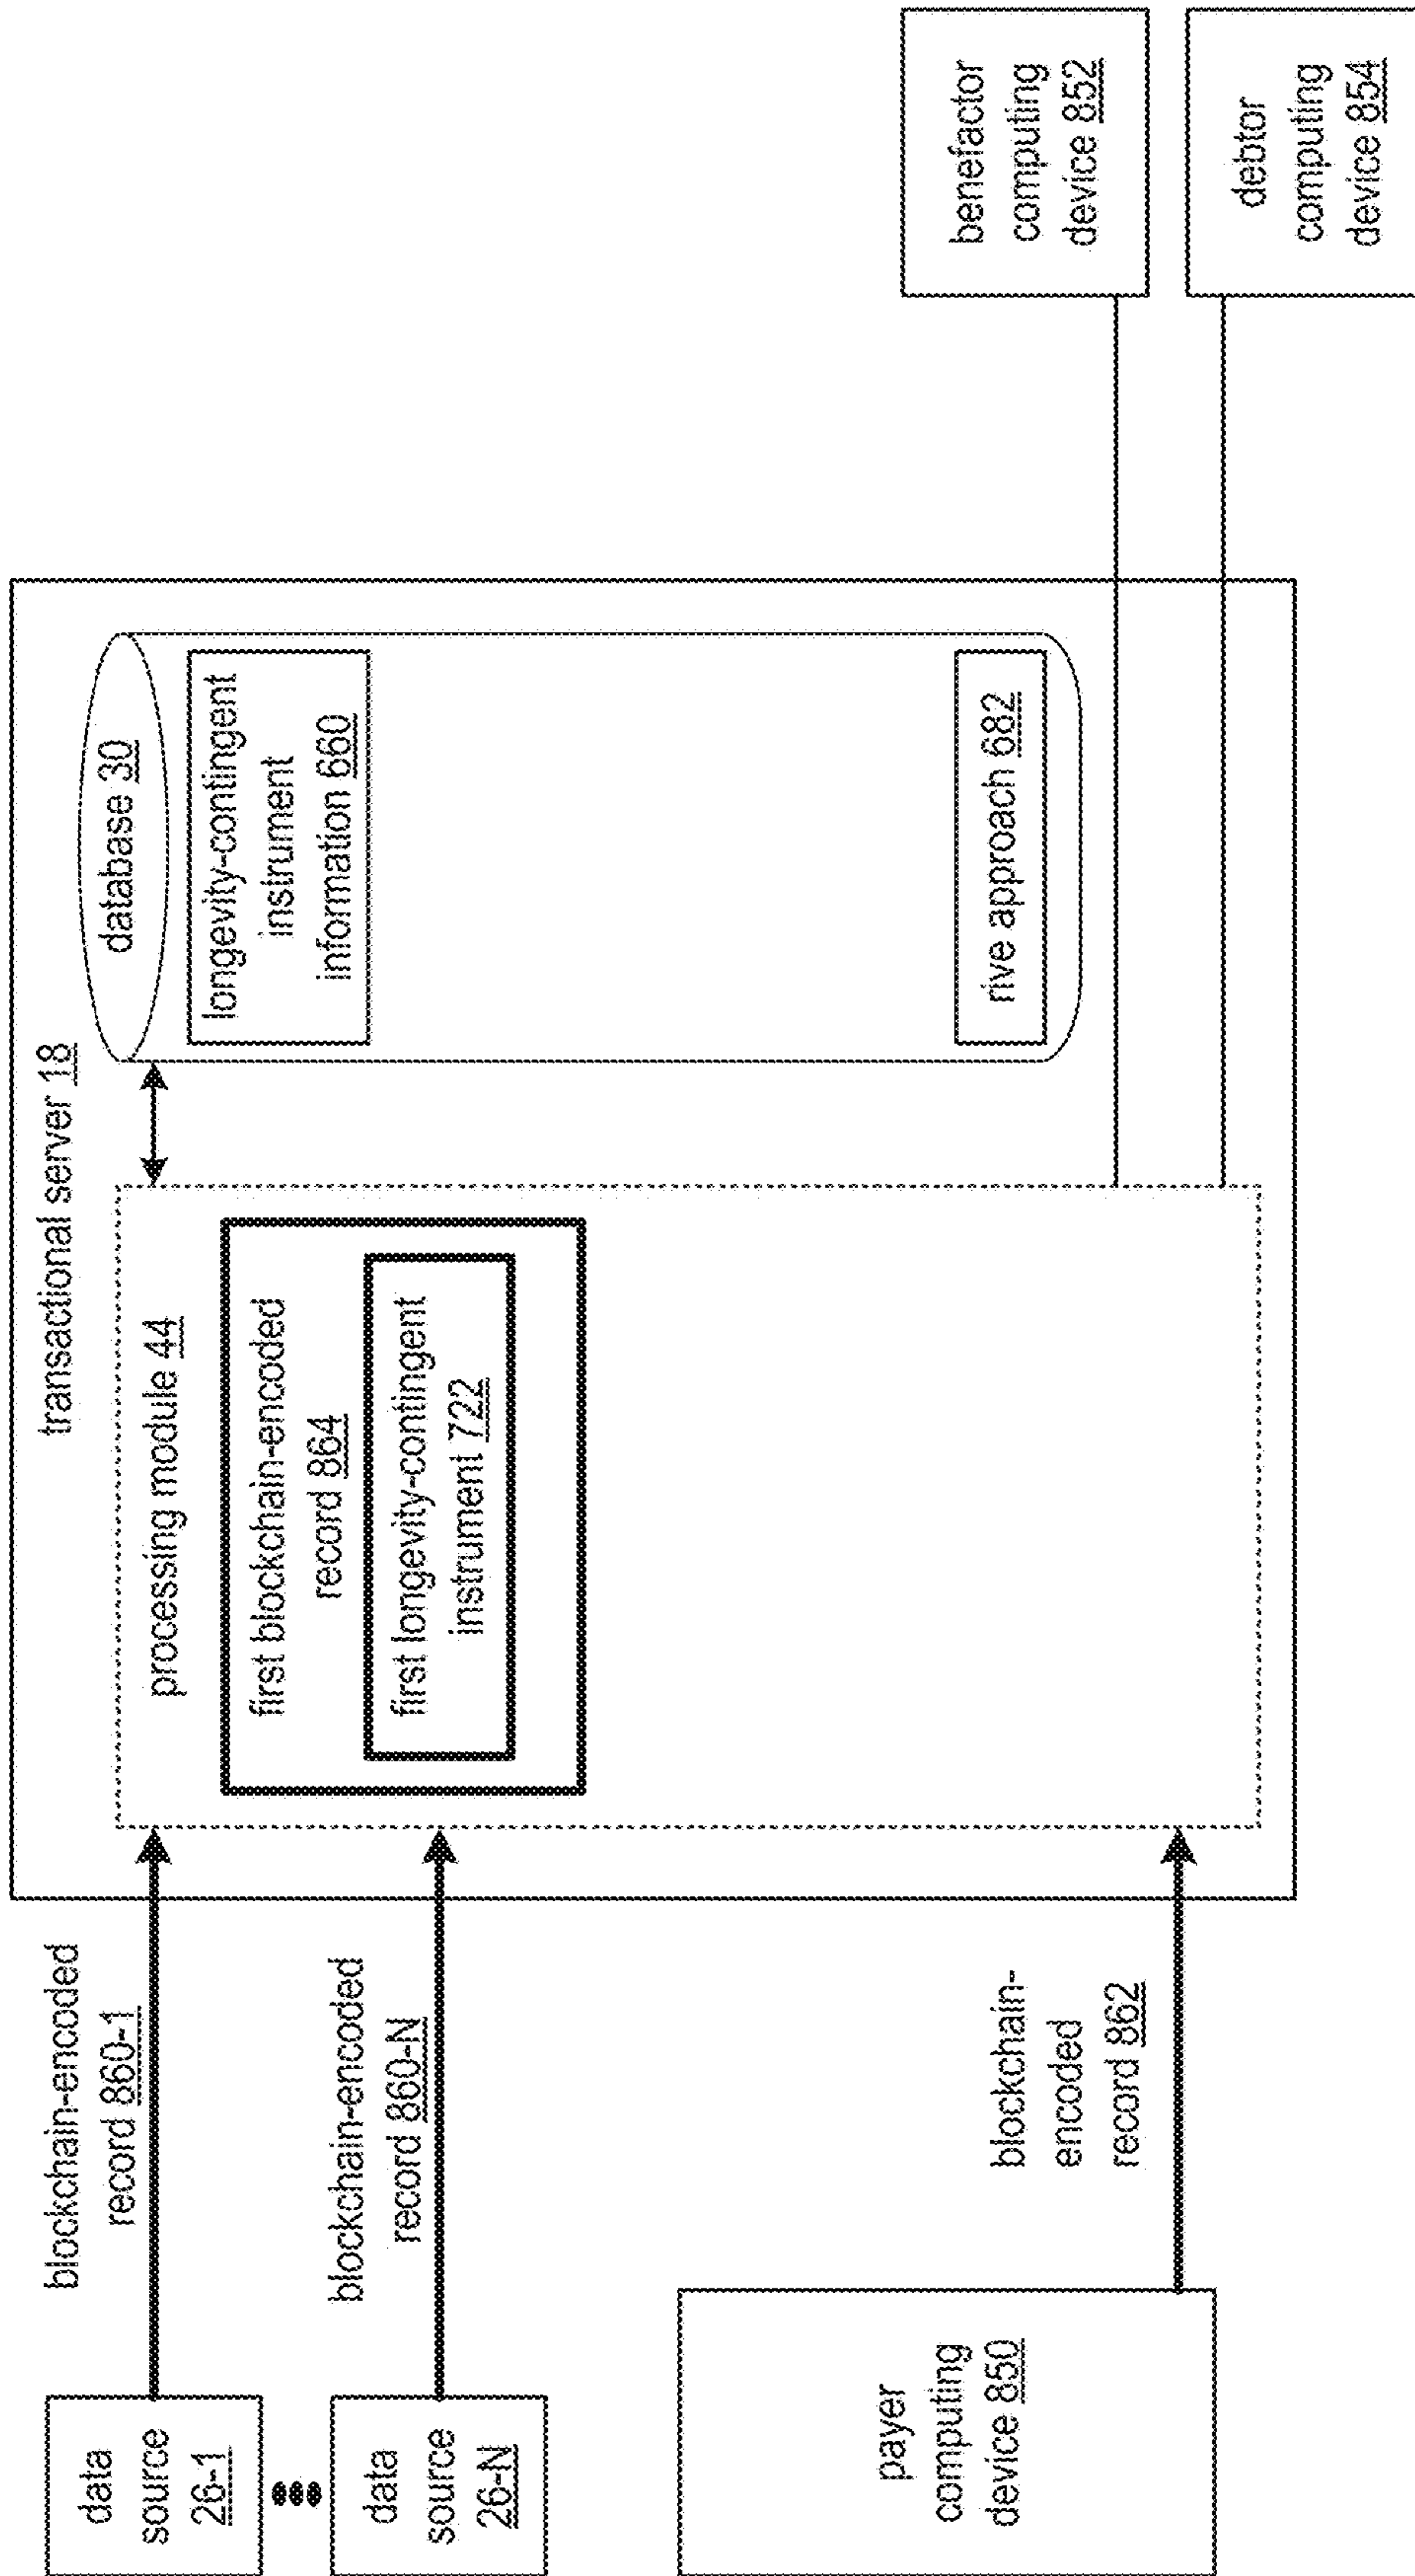 transactional server 18
data
source
26-1
blockchain-encoded
record 860-1
processing module 44
database 30
first blockchain-encoded
record 864
longevity-contingent
instrument
information 660
data
source
26-N
blockchain-encoded
record 860-N
first longevity-contingent
instrument 722
payer
computing
device 850
blockchain-
encoded
record 862
rive approach 682
benefactor
computing
device 852
debtor
computing
device 854